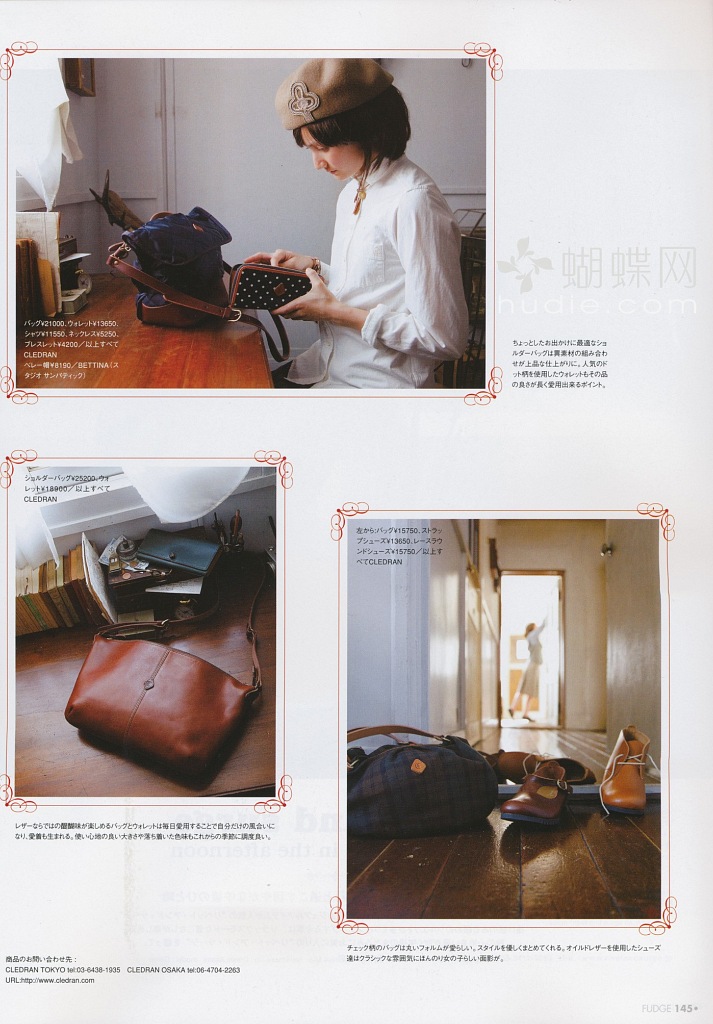 バッグ¥21000、ウォレット¥13650、
シャツ¥11550、ネックレス¥5250、
ブレスレット¥4200／以上すべて
CLEDRAN
ベレー帽¥8190／BETTINA（ス
タジオ サンパティック）
蝴蝶网
hudie.com
ちょっとしたお出かけに最適なショ
ルダーバッグは異素材の組み合わ
せが上品な仕上がりに。人気のド
ット柄を使用したウォレットもその品
の良さが長く愛用出来るポイント。
ショルダーバッグ¥25200、ウォ
レット¥18900／以上すべて
CLEDRAN
左から:バッグ¥15750、ストラッ
プシューズ¥13650、レースラウ
ンドシューズ¥15750／以上す
べてCLEDRAN
レザーならではの醍醐味が楽しめるバッグとウォレットは毎日愛用することで自分だけの風合いに
なり、愛着も生まれる。使い心地の良い大きさや落ち着いた色味もこれからの季節に調度良い。
チェック柄のバッグは丸いフォルムが愛らしい。スタイルを優しくまとめてくれる。オイルドレザーを使用したシューズ
達はクラシックな雰囲気にほんのり女の子らしい面影が。
商品のお問い合わせ先：
CLEDRAN TOKYO tel:03-6438-1935　CLEDRAN OSAKA tel:06-4704-2263
URL:http://www.cledran.com
FUDGE 145